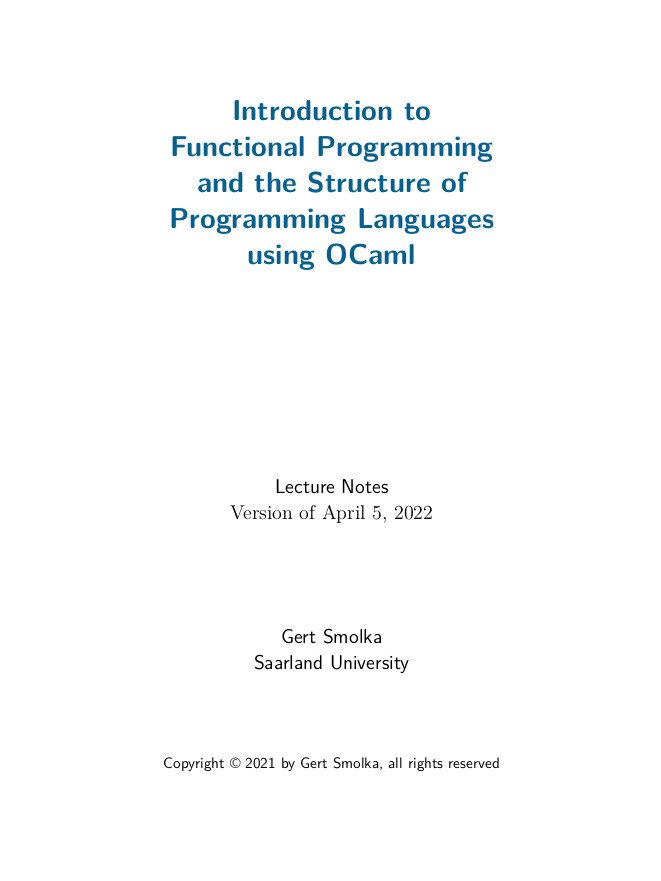 Introduction to
Functional Programming
and the Structure of
Programming Languages
using OCaml
Lecture Notes
Version of April 5, 2022
Gert Smolka
Saarland University
Copyright © 2021 by Gert Smolka, all rights reserved